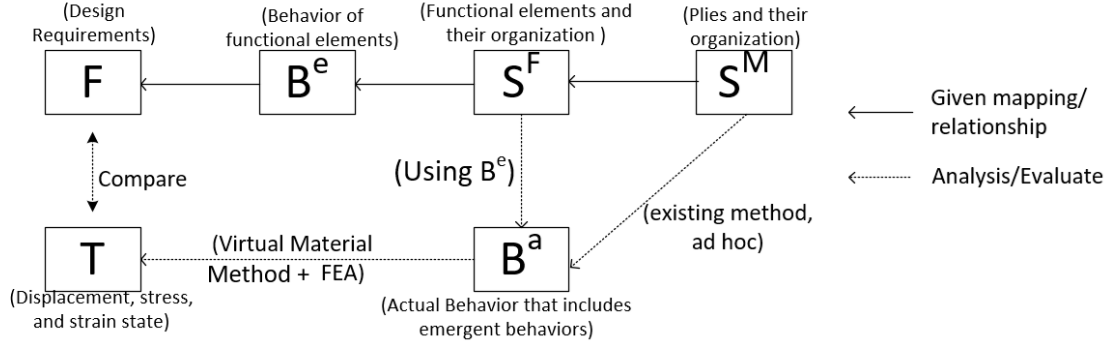 (Design
Requirements)
(Behavior of
functional elements)
(Functional elements and
their organization )
(Plies and their
organization)
F
B^e
S^F
S^M
Given mapping/
relationship
Analysis/Evaluate
Compare
(Using B^e)
(existing method,
ad hoc)
(Virtual Material
Method + FEA)
T
B^a
(Displacement, stress,
and strain state)
(Actual Behavior that includes
emergent behaviors)